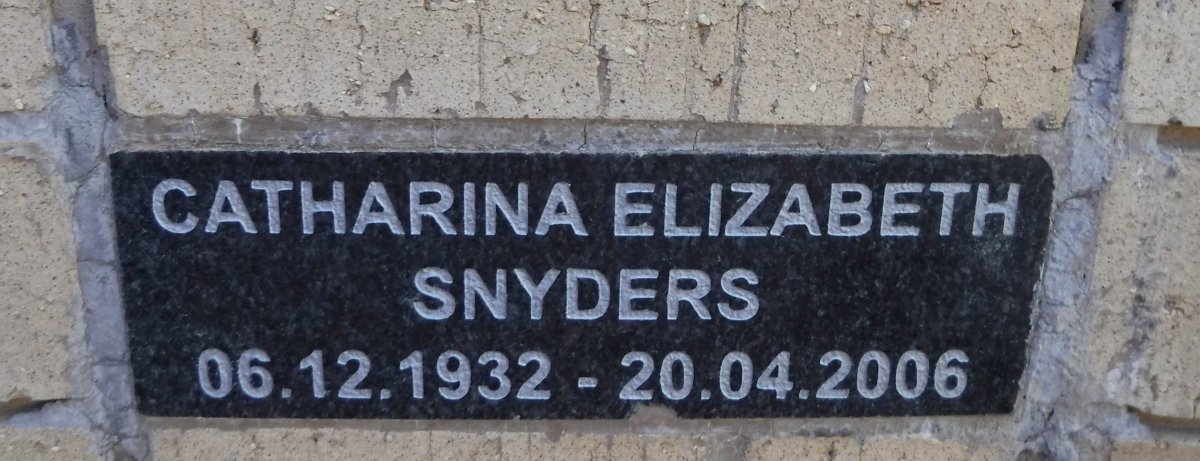 CATHARINA ELIZABETH
SNYDERS
06.12.1932 - 20.04.2006